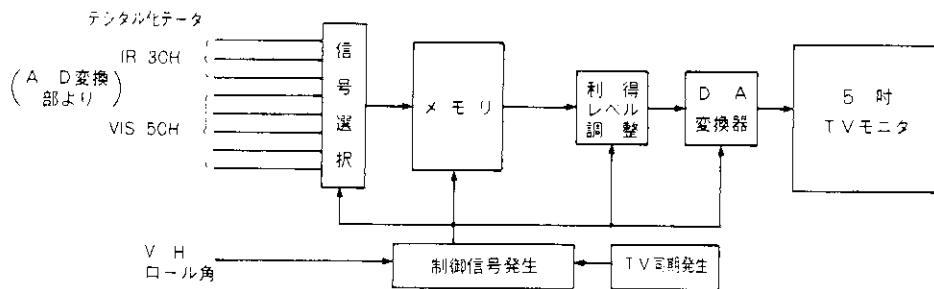 デジタル化データ
IR 3CH
(A D変換
部より)
VIS 5CH
信号選択
メモリ
利得
レベル
調整
D A
変換器
5 吋
TVモニタ
V H
ロール角
制御信号発生
TV同期発生